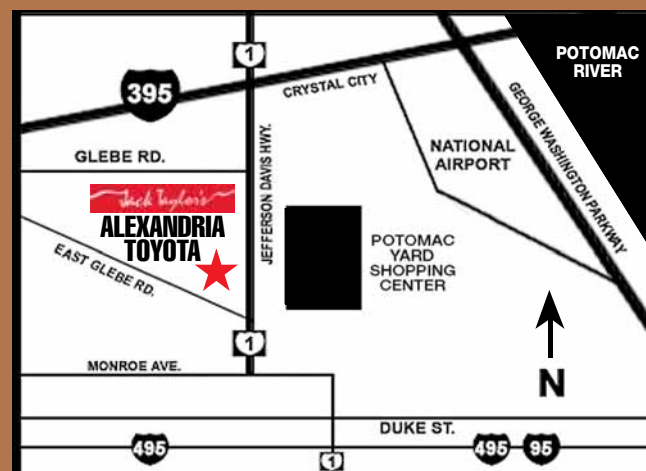 1
POTOMAC
RIVER
395
CRYSTAL CITY
GEORGE WASHINGTON PARKWAY
GLEBE RD.
JEFFERSON DAVIS HWY.
NATIONAL
AIRPORT
Jack Taylor's
ALEXANDRIA
TOYOTA
EAST GLEBE RD.
POTOMAC
YARD
SHOPPING
CENTER
1
MONROE AVE.
N
DUKE ST.
495
1
495
95